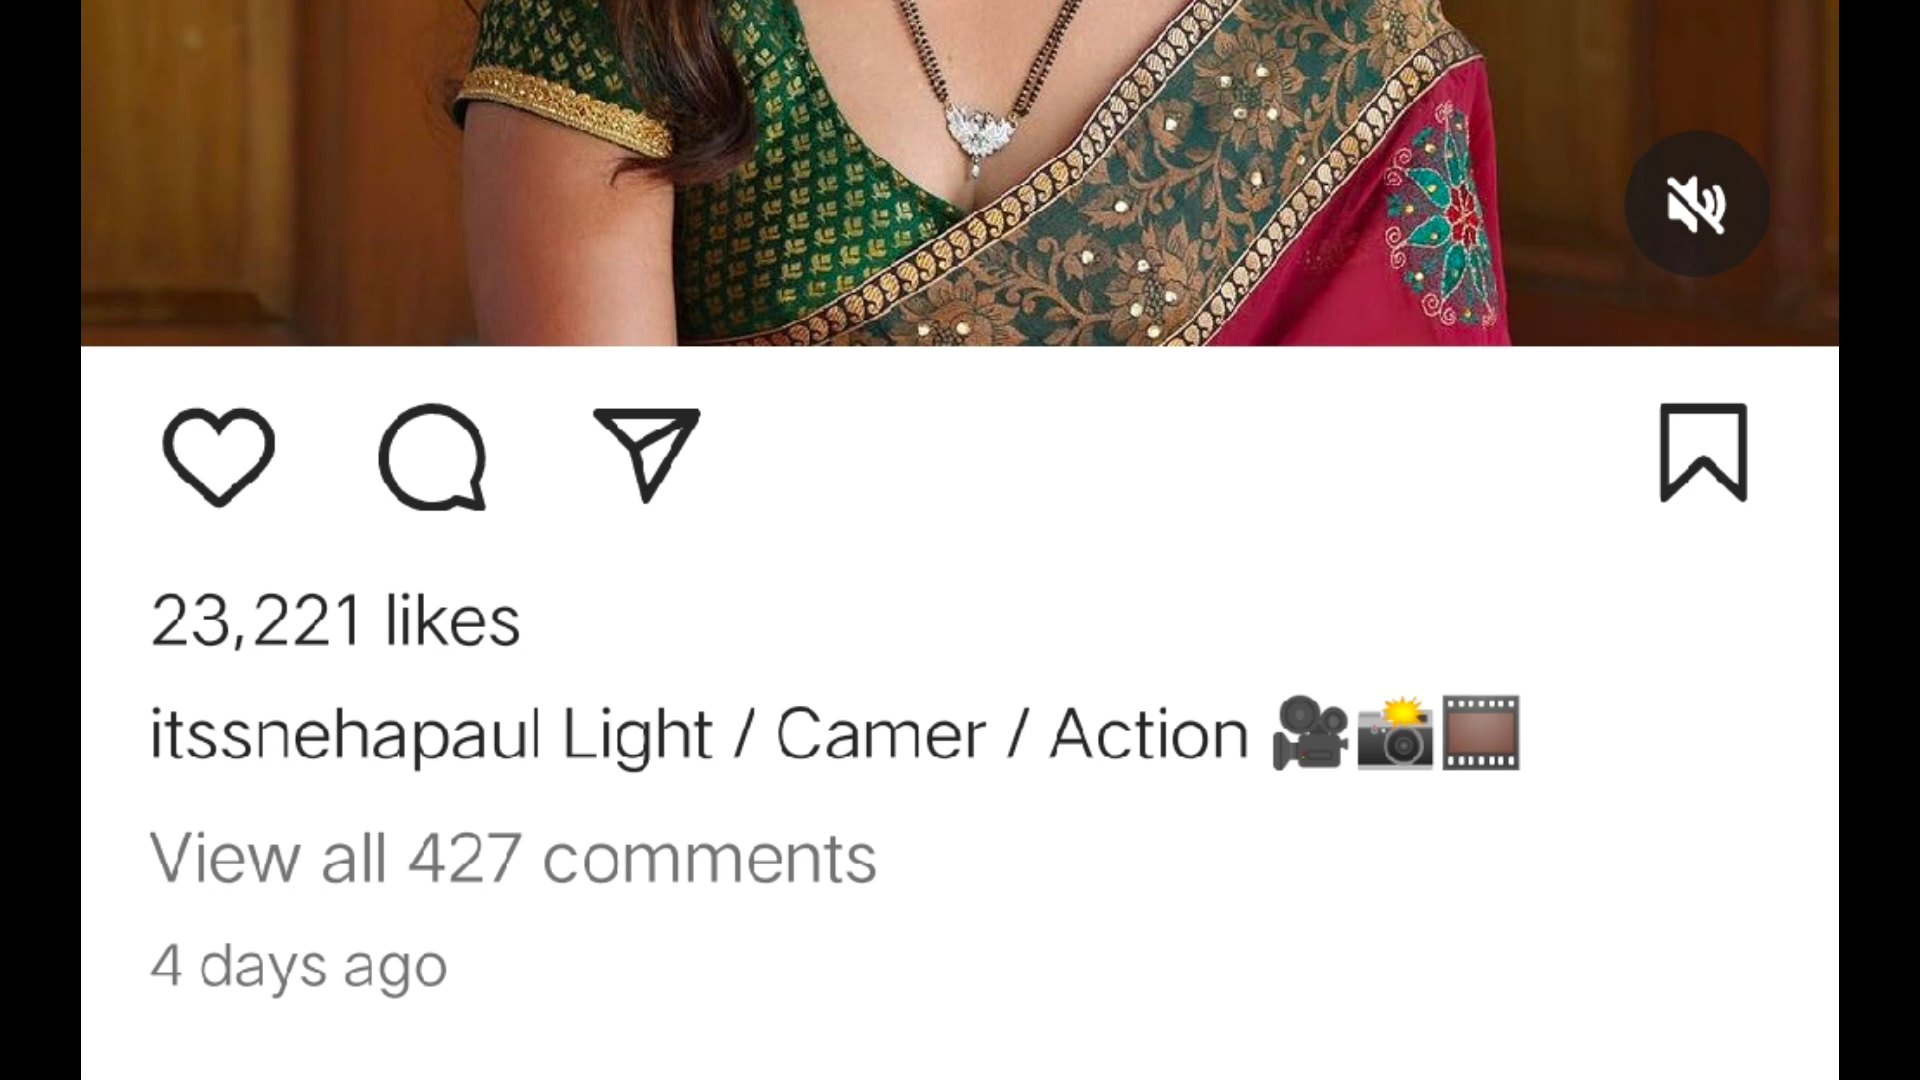 23,221 likes
itssnehapaul Light / Camer / Action 🎥📸🎞️
View all 427 comments
4 days ago